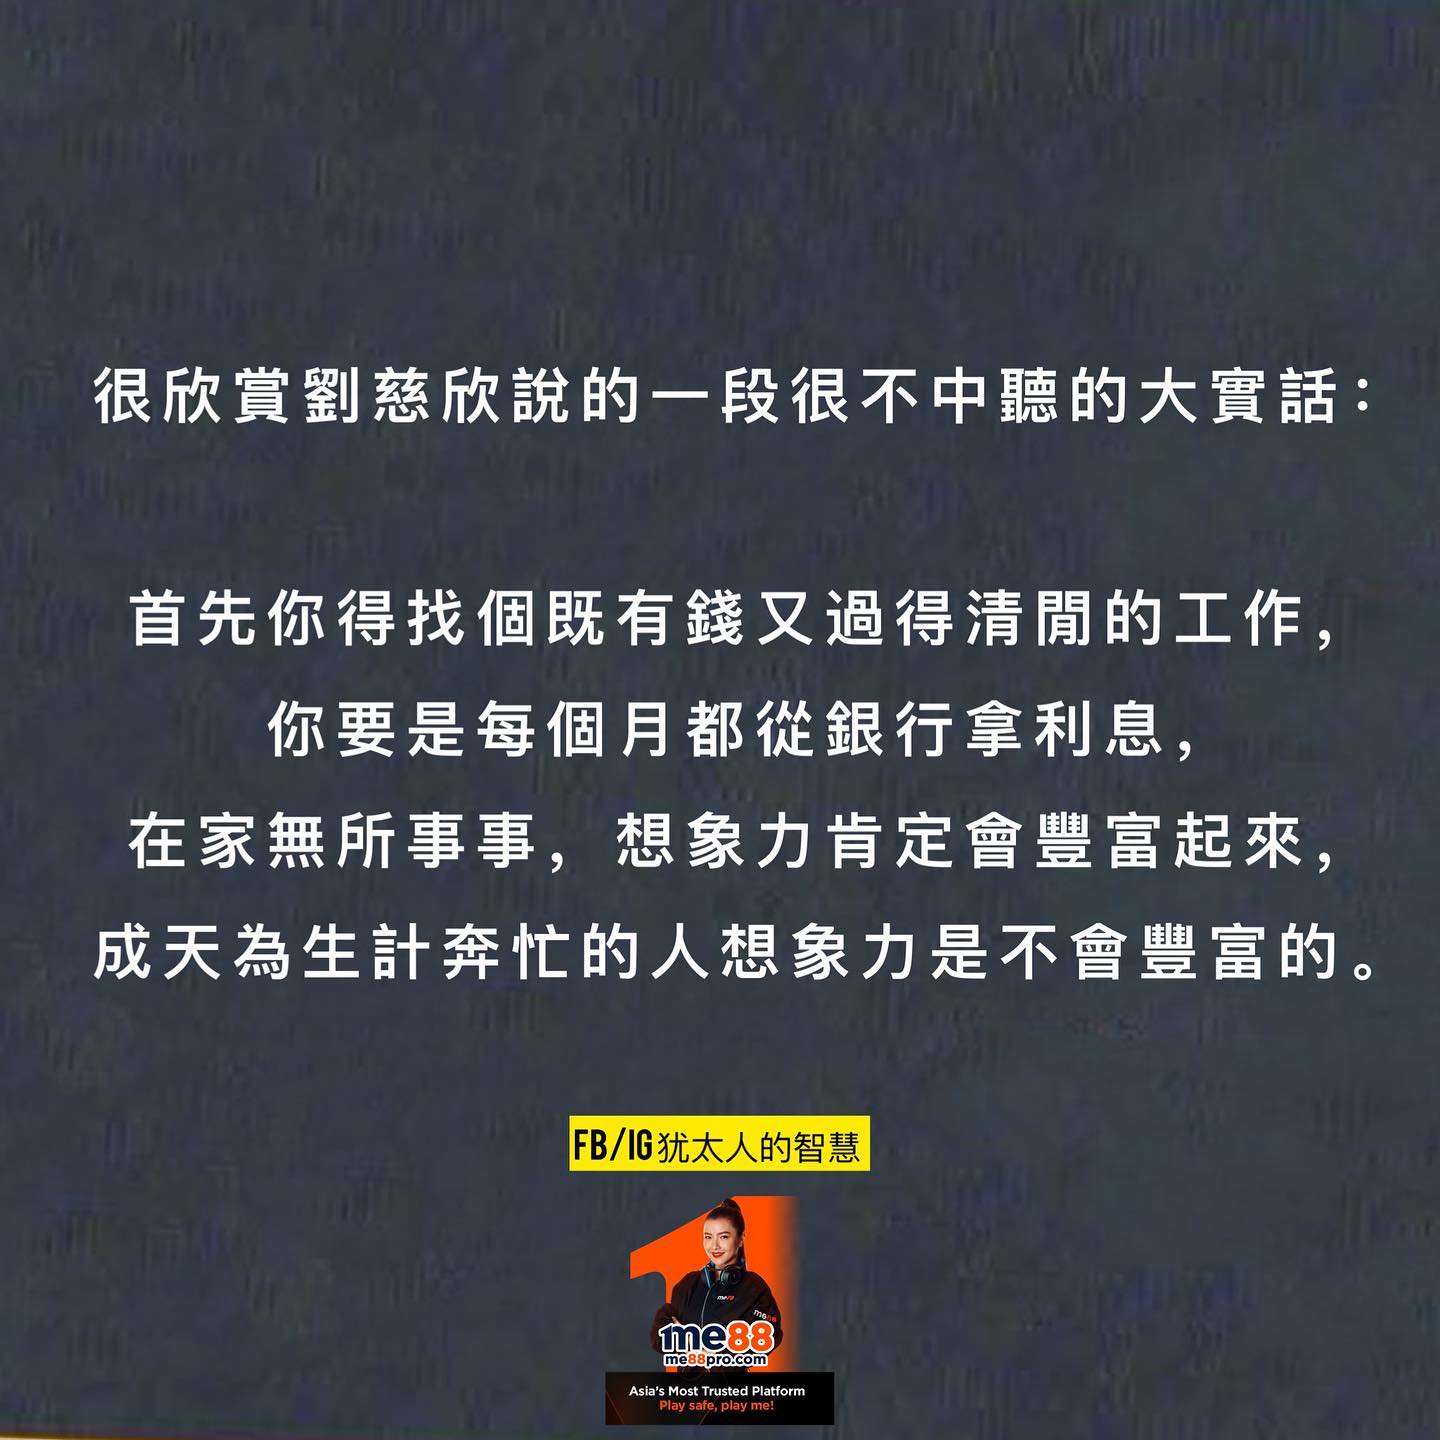 很欣賞劉慈欣說的一段很不中聽的大實話：
首先你得找個既有錢又過得清閒的工作，
你要是每個月都從銀行拿利息，
在家無所事事，想象力肯定會豐富起來，
成天為生計奔忙的人想象力是不會豐富的。
FB/IG犹太人的智慧
me88
me88
1me88
me88pro.com
Asia's Most Trusted Platform
Play safe, play me!